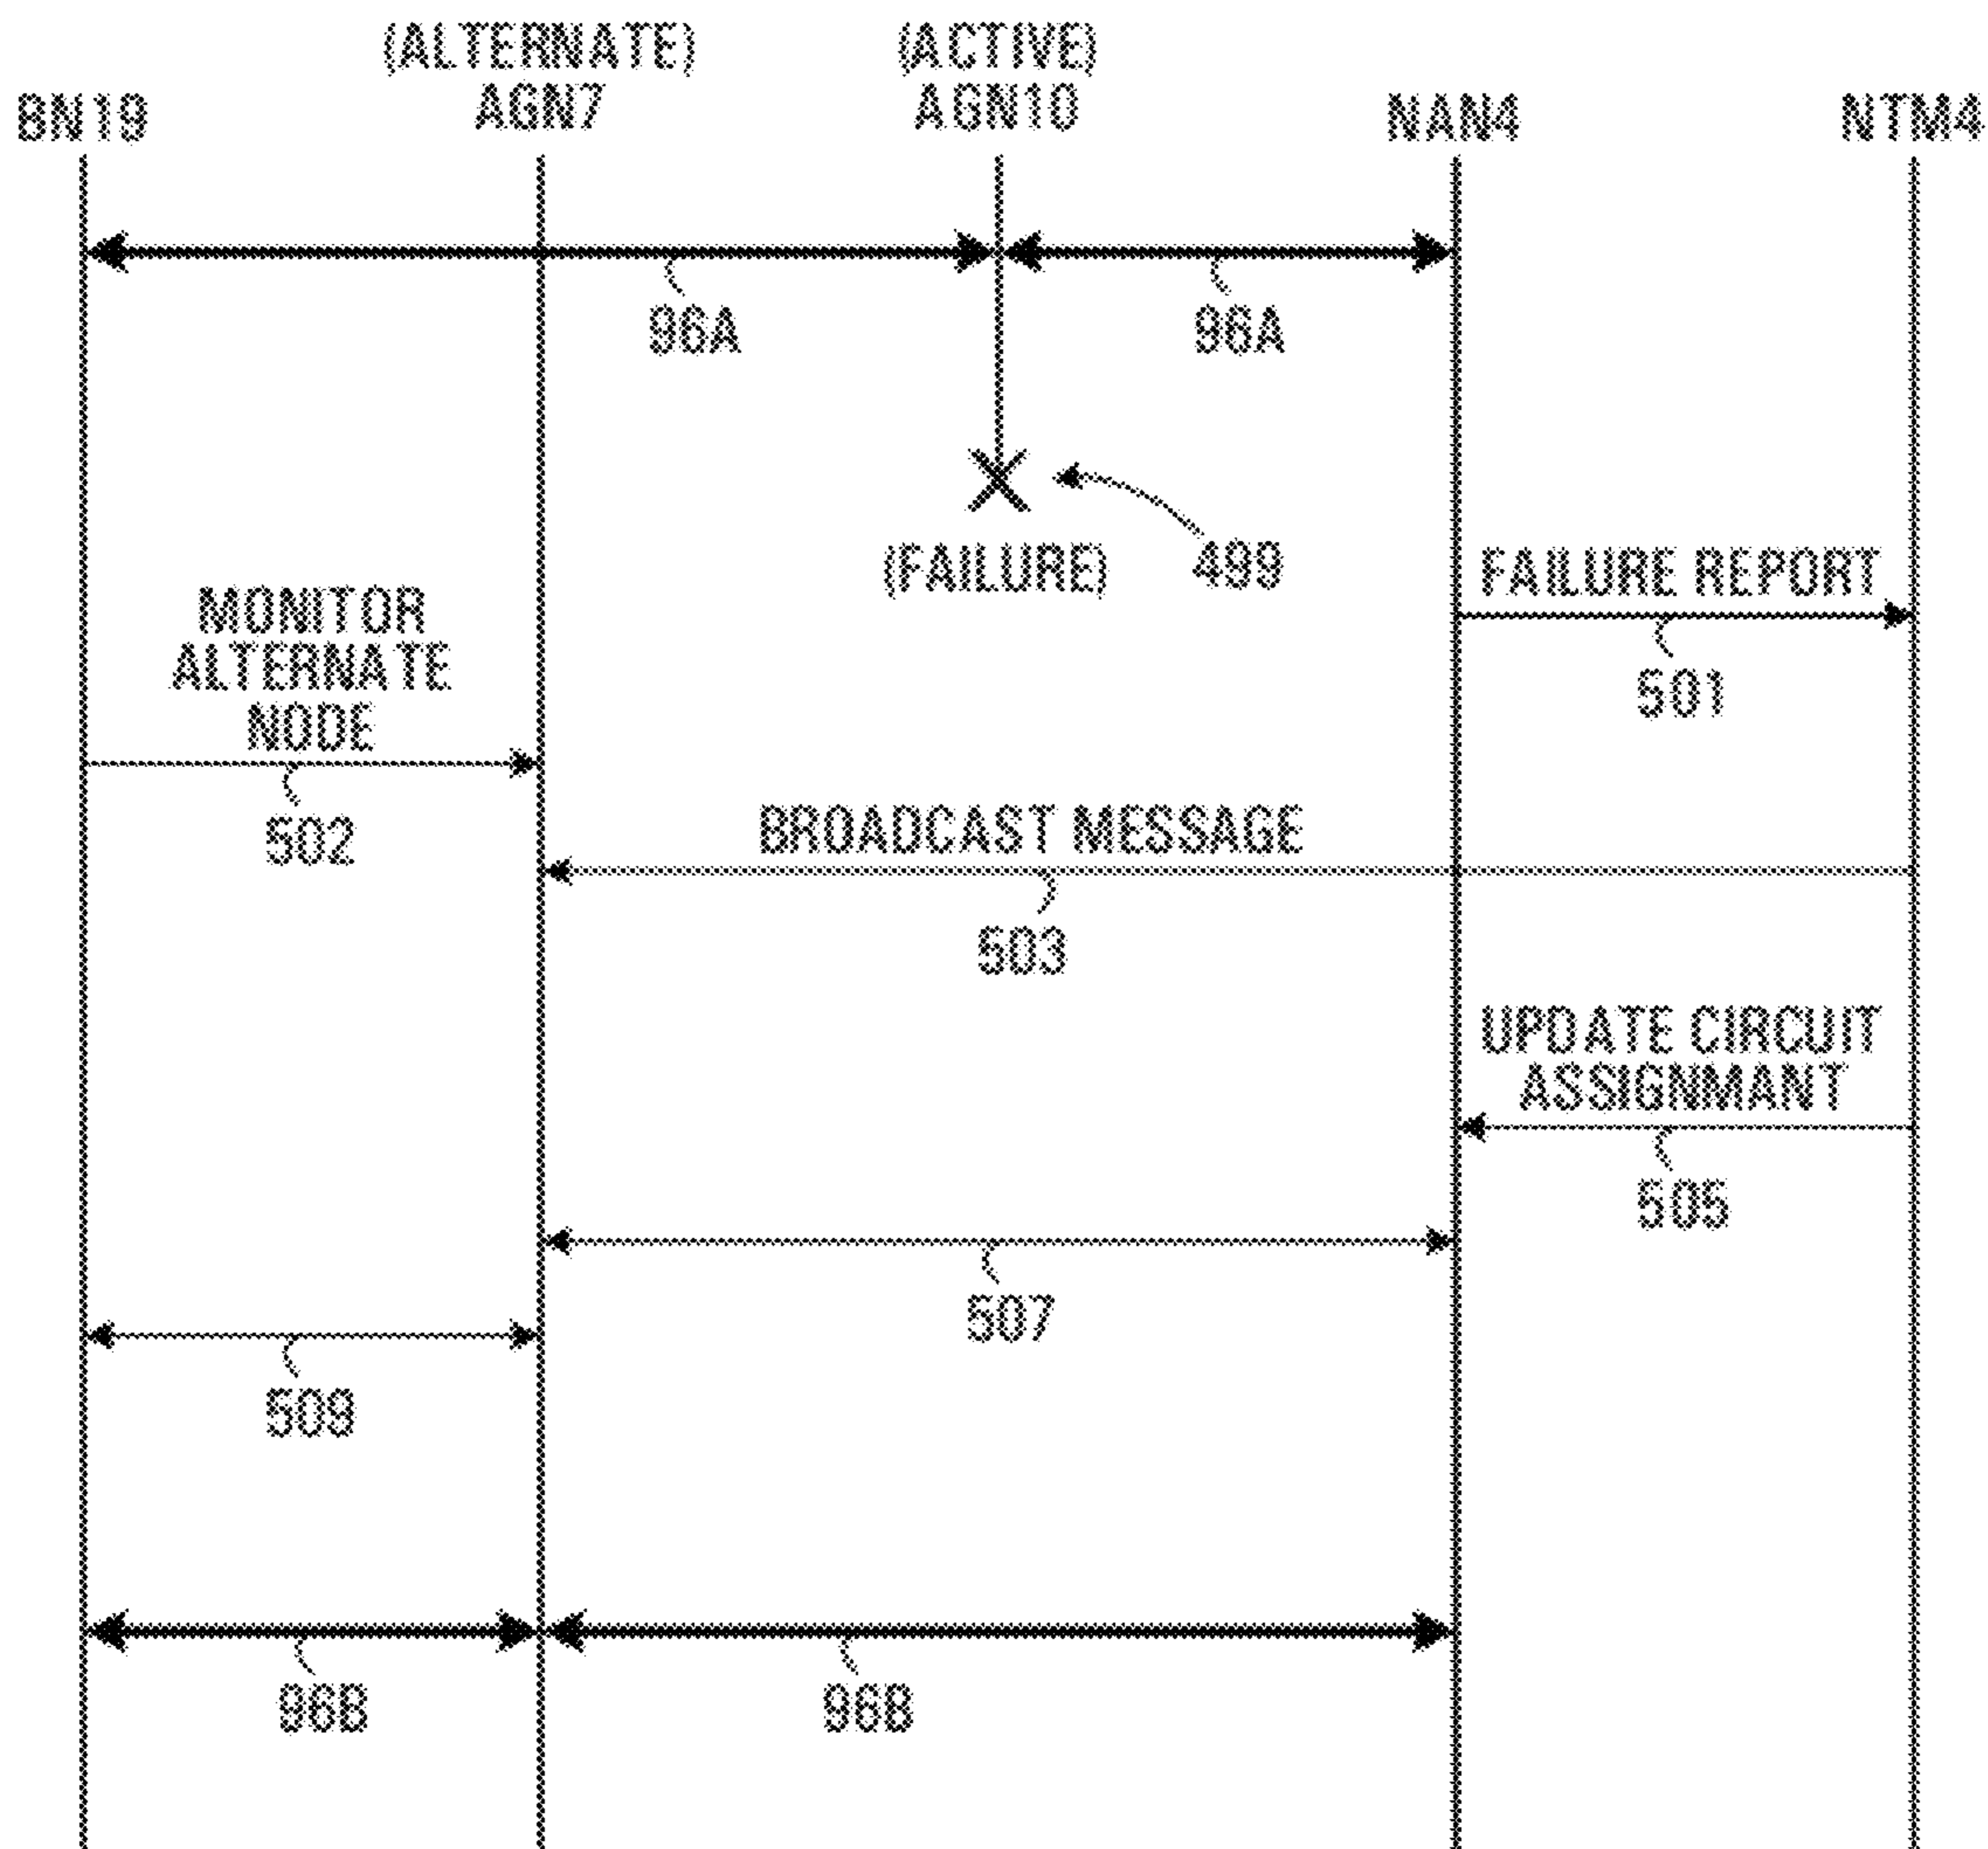 (ALTERNATE)
(ACTIVE)
BN19
AGN7
AGN10
NAN4
NTM4
96A
96A
(FAILURE)
499
FAILURE REPORT
501
MONITOR
ALTERNATE
NODE
502
BROADCAST MESSAGE
503
UPDATE CIRCUIT
ASSIGNMANT
505
507
509
96B
96B